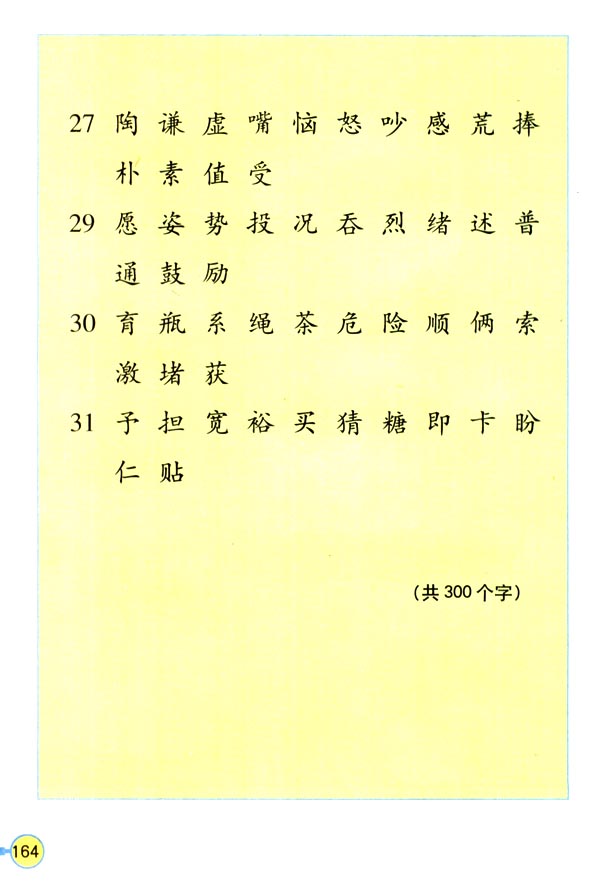 27 陶 谦 虚 嘴 恼 怒 吵 感 荒 捧
朴 素 值 受
29 愿 姿 势 投 况 吞 烈 绪 述 普
通 鼓 励
30 育 瓶 系 绳 茶 危 险 顺 俩 索
激 堵 获
31 予 担 宽 裕 买 猜 糖 即 卡 盼
仁 贴
（共 300 个字）
164